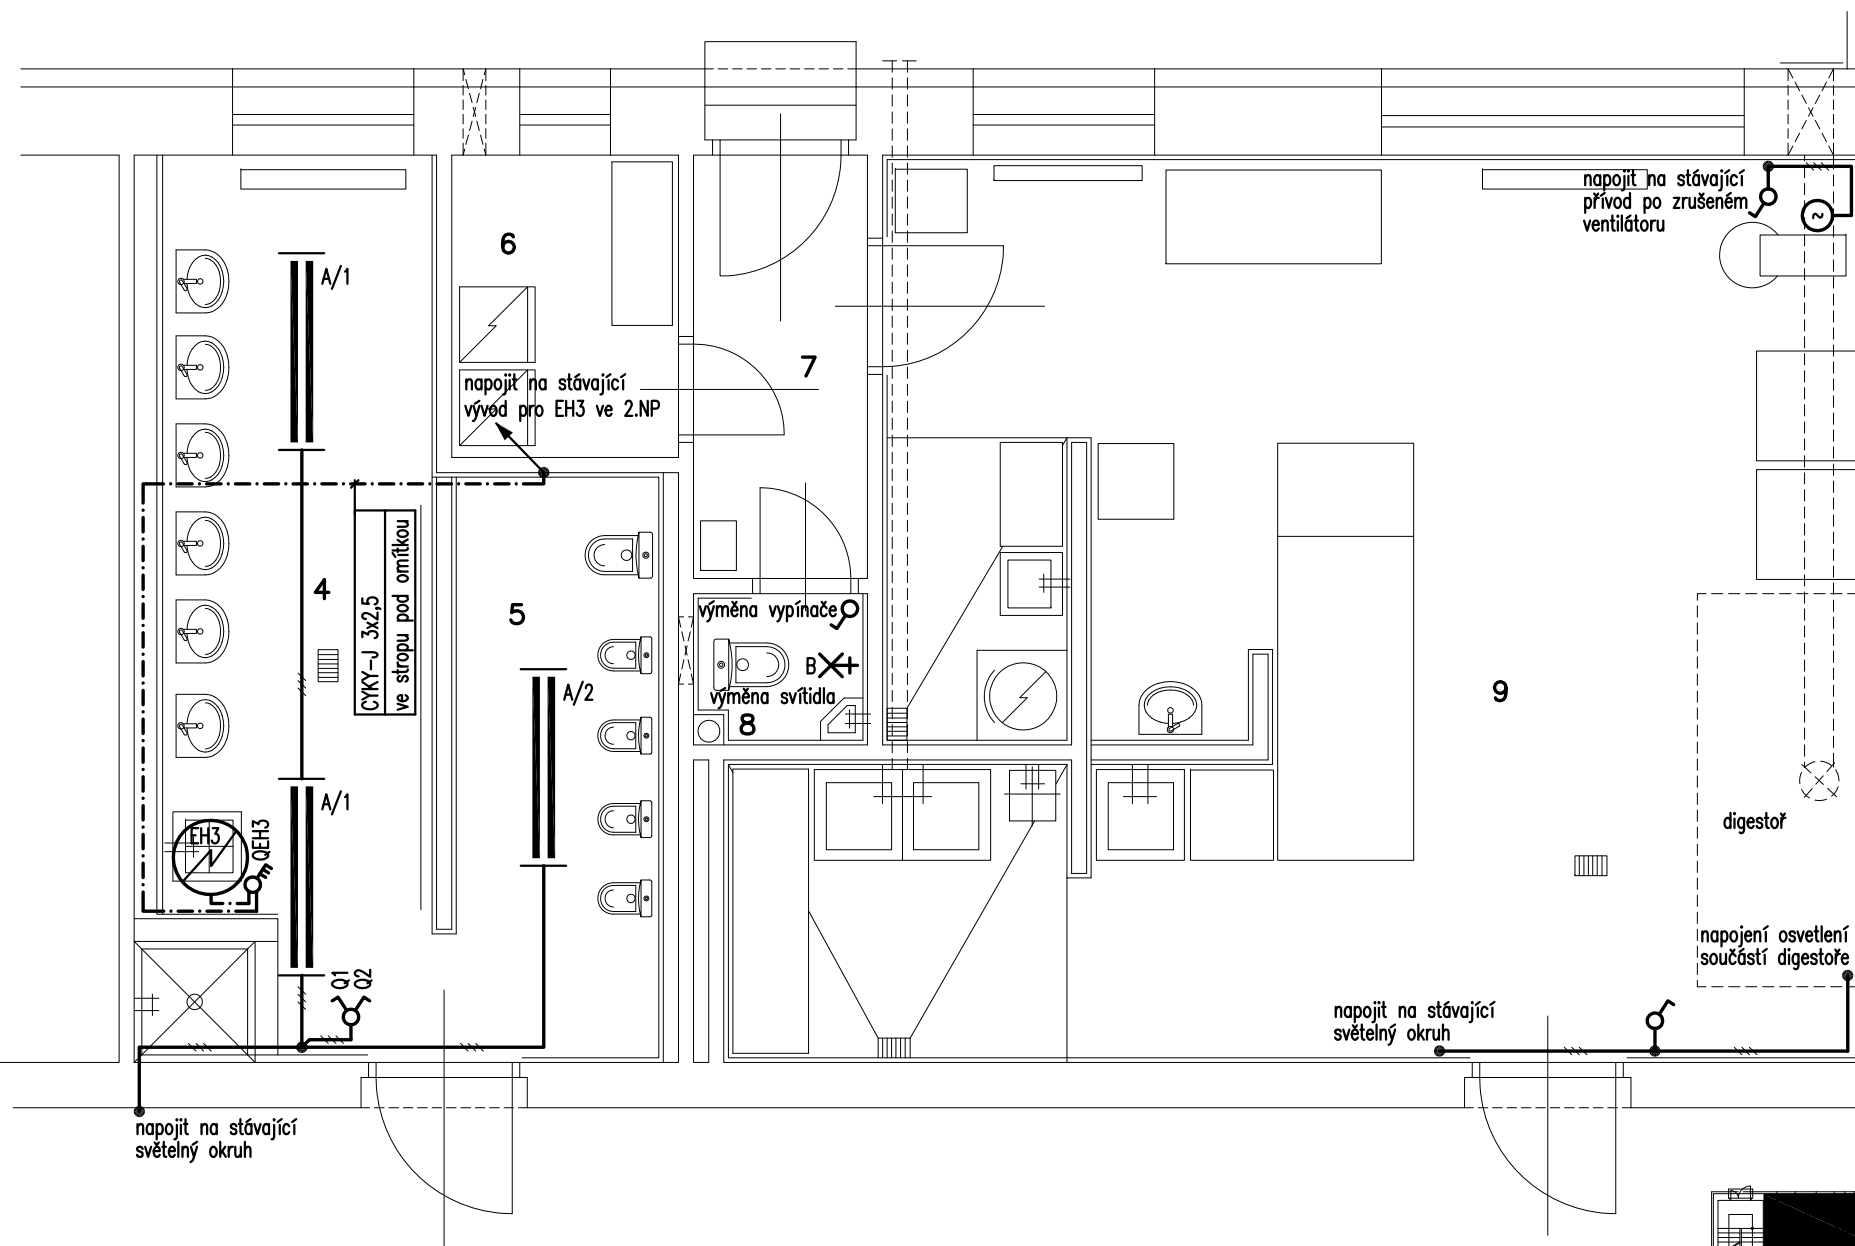 napojit na stávající
přívod po zrušeném
ventilátoru
6
A/1
7
napojit na stávající
vývod pro EH3 ve 2.NP
4
CYKY-J 3x2,5
ve stropu pod omítkou
5
výměna vypínače
B
výměna svítidla
8
A/2
9
A/1
EH3
QEH3
digestoř
napojení osvetlení
součástí digestoře
Q1
Q2
napojit na stávající
světelný okruh
napojit na stávající
světelný okruh